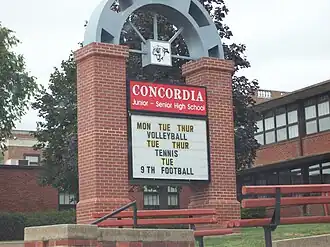 CONCORDIA
Junior - Senior High School
MON TUE THUR
VOLLEYBALL
TUE THUR
TENNIS
TUE
9TH FOOTBALL